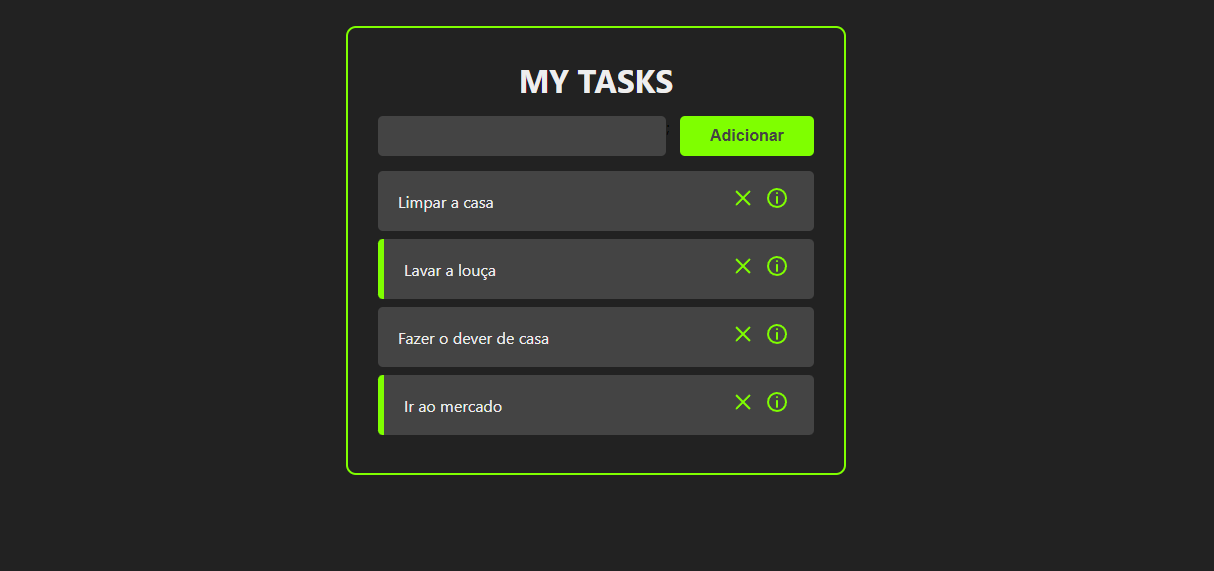 MY TASKS
; Adicionar
Limpar a casa
Lavar a louça
Fazer o dever de casa
Ir ao mercado